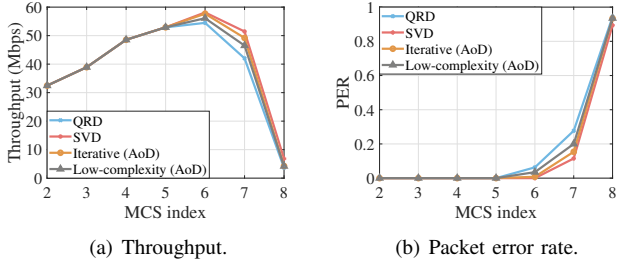 60
50
40
30
20
10
0
Throughput (Mbps)
QRD
SVD
Iterative (AoD)
Low-complexity (AoD)
2 3 4 5 6 7 8
MCS index
(a) Throughput.
1
0.8
0.6
0.4
0.2
0
PER
QRD
SVD
Iterative (AoD)
Low-complexity (AoD)
2 3 4 5 6 7 8
MCS index
(b) Packet error rate.